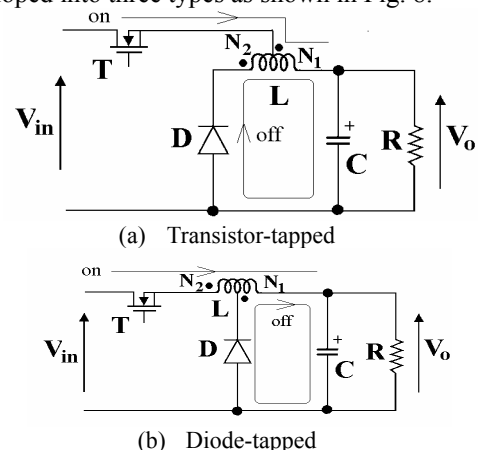 oped into three types as shown in Fig. 6.
on
T
N2
N1
L
Vin
D
off
+
C
R
Vo
(a) Transistor-tapped
on
N2
N1
T
L
off
Vin
D
+
C
R
Vo
(b) Diode-tapped